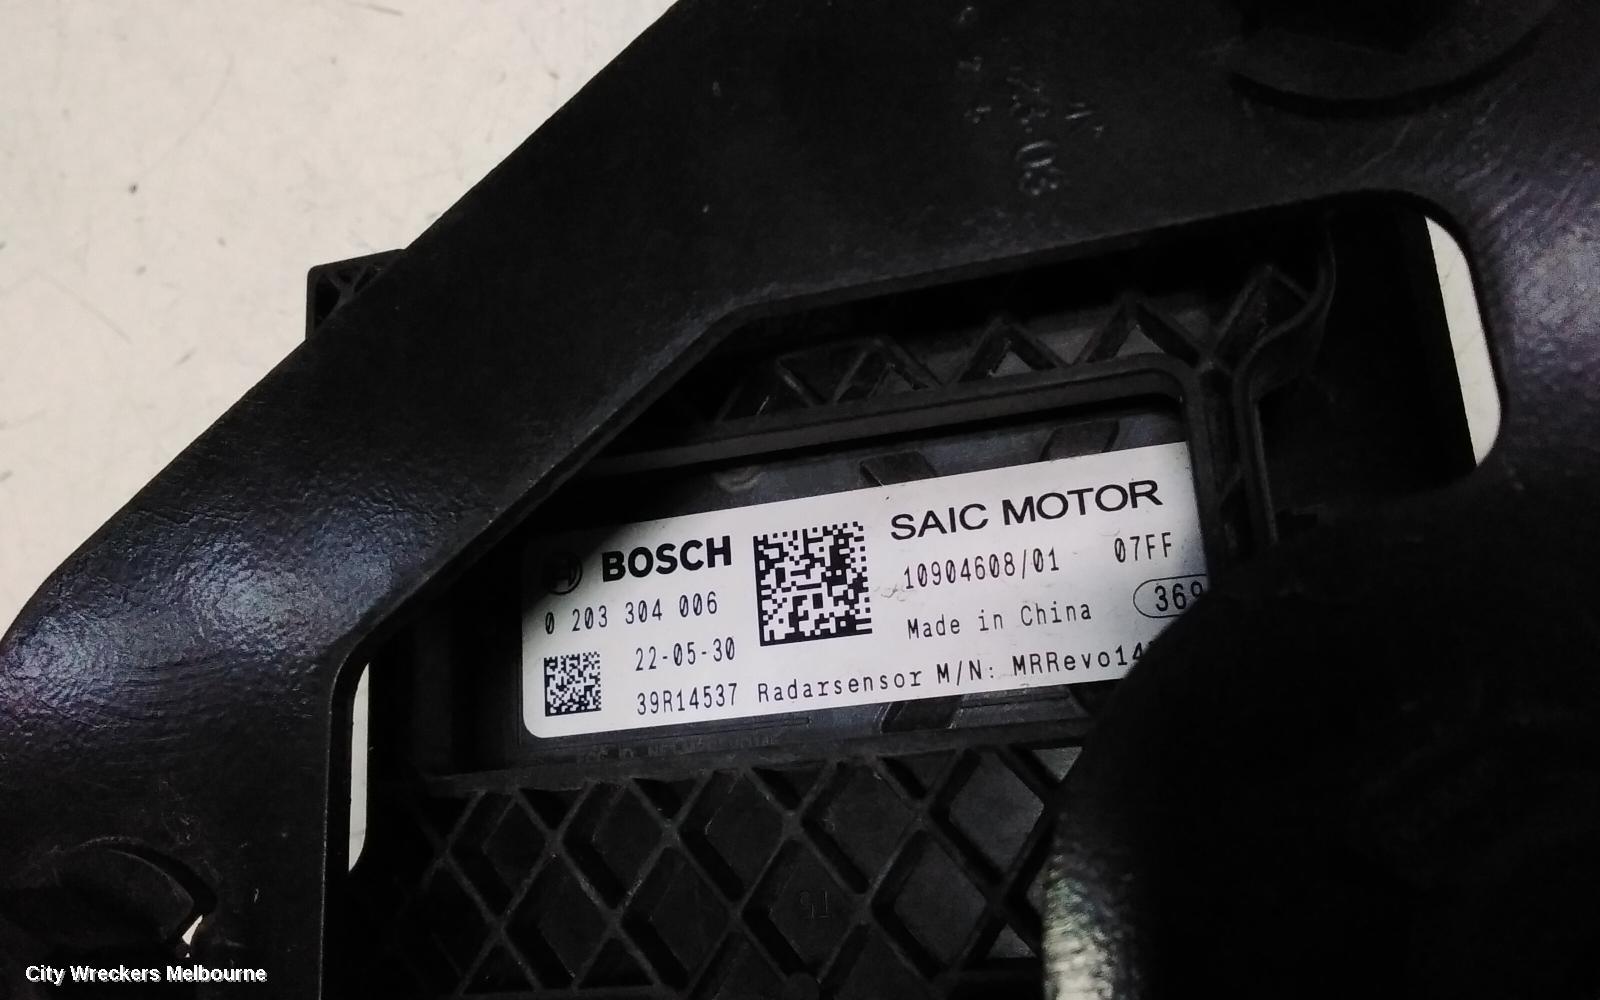 BOSCH
0 203 304 006
22-05-30
39R14537 Radarsensor M/N:
SAIC MOTOR
10904608/01 07FF
Made in China
City Wreckers Melbourne